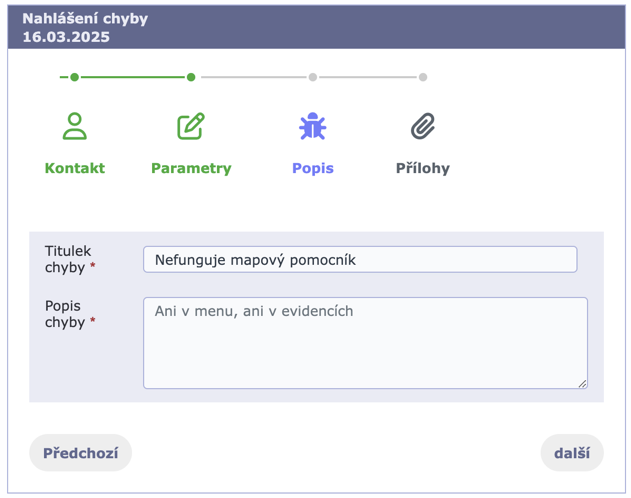 Nahlášení chyby
16.03.2025
Kontakt
Parametry
Popis
Přílohy
Titulek
chyby *
Nefunguje mapový pomocník
Popis
chyby *
Ani v menu, ani v evidencích
Předchozí
další